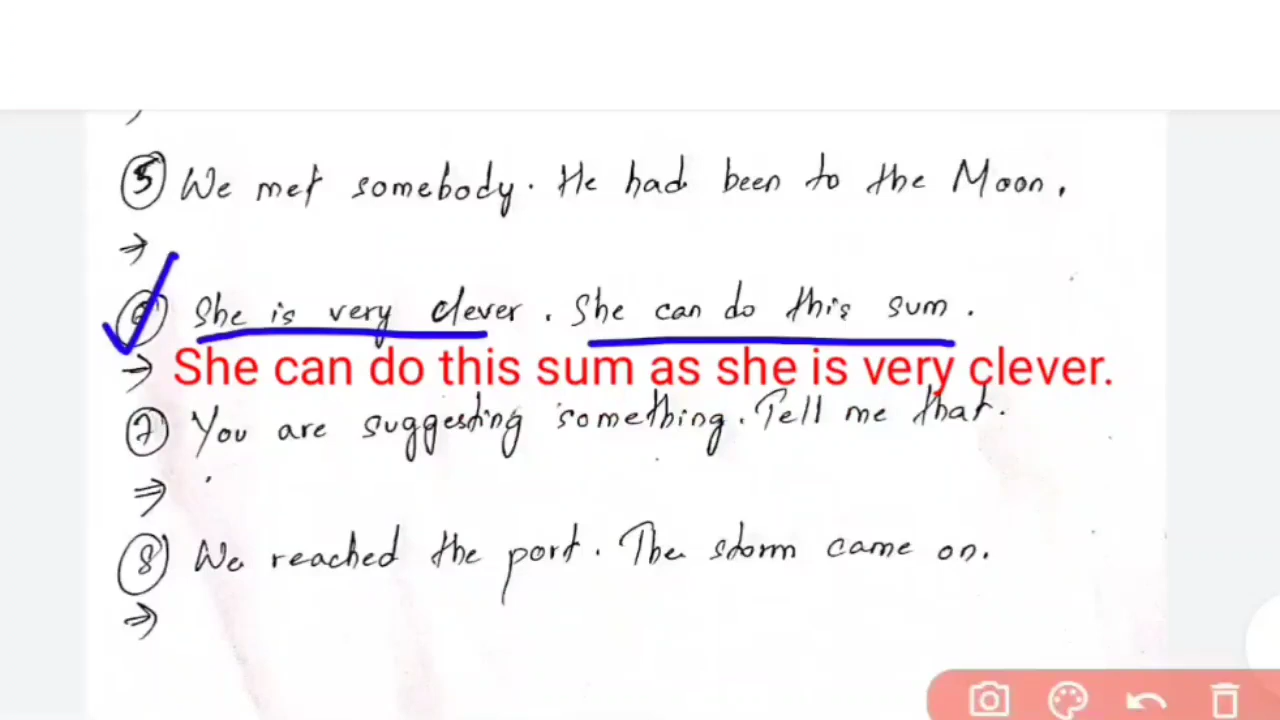 ⑤ We met somebody. He had been to the Moon.
⇒
⑥ She is very clever. She can do this sum.
⇒ She can do this sum as she is very clever.
⑦ You are suggesting something. Tell me that.
⇒
⑧ We reached the port. The storm came on.
⇒